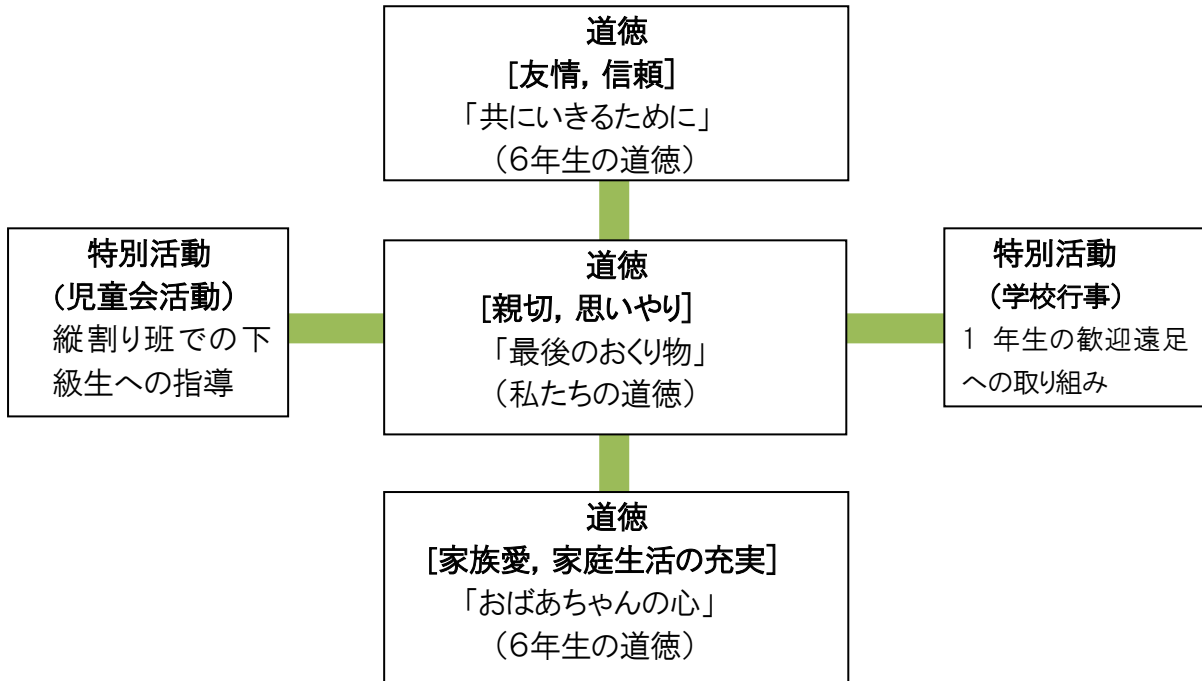 道徳
[友情,信頼]
「共にいきるために」
（6年生の道徳）
特別活動
（児童会活動）
縦割り班での下
級生への指導
道徳
[親切,思いやり]
「最後のおくり物」
（私たちの道徳）
特別活動
（学校行事）
1 年生の歓迎遠足
への取り組み
道徳
[家族愛,家庭生活の充実]
「おばあちゃんの心」
（6年生の道徳）